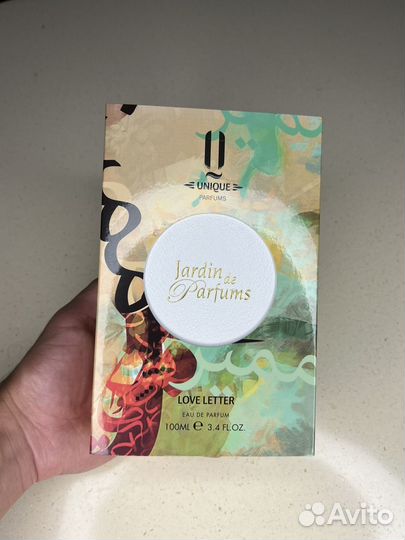 UNIQUE
PARFUMS
Jardin de
Parfums
LOVE LETTER
EAU DE PARFUM
100ML e 3.4 FL.OZ.
Avito